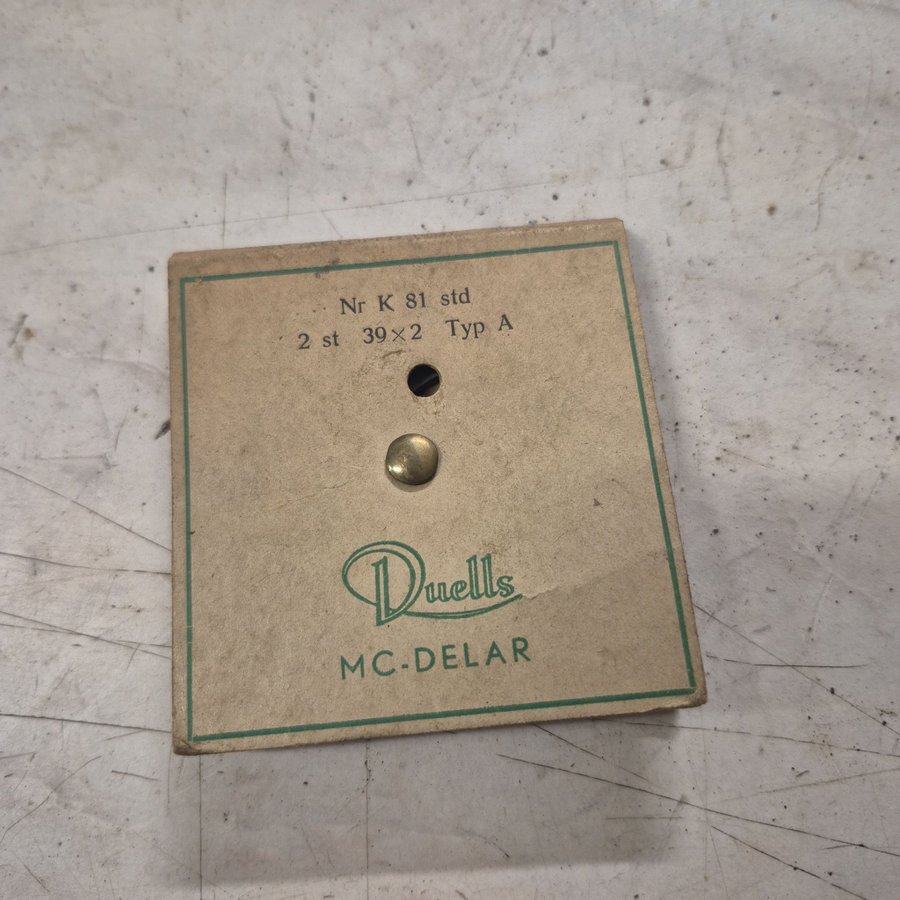 Nr K 81 std
2 st 39×2 Typ A
Duells
MC-DELAR